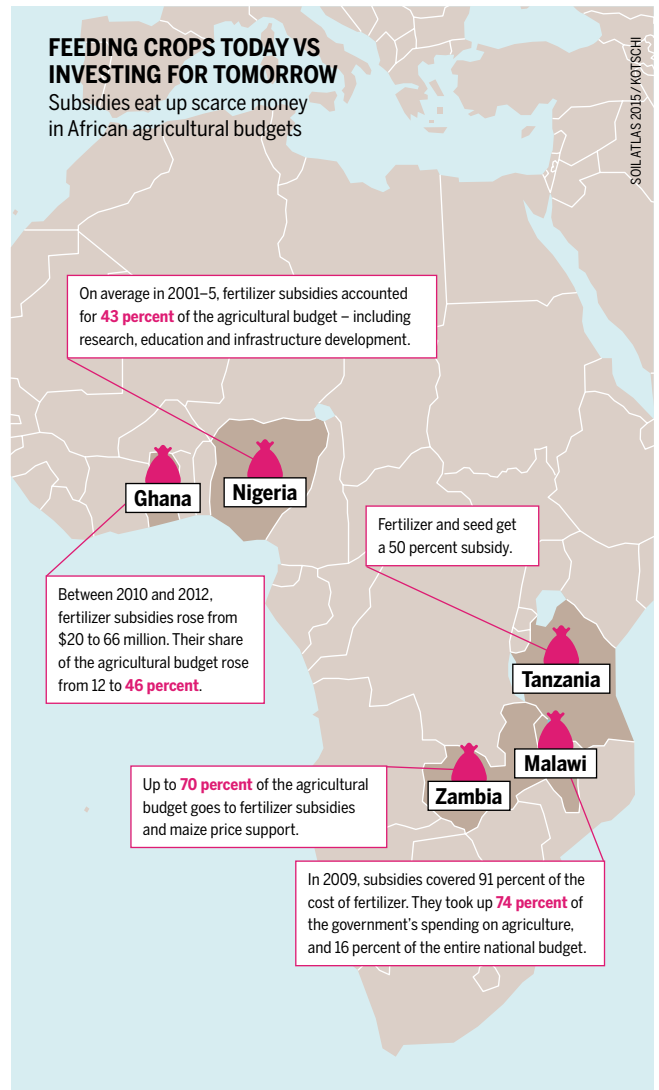 FEEDING CROPS TODAY VS
INVESTING FOR TOMORROW
Subsidies eat up scarce money
in African agricultural budgets
SOIL ATLAS 2015 / KOTSCHI
On average in 2001–5, fertilizer subsidies accounted
for 43 percent of the agricultural budget – including
research, education and infrastructure development.
Ghana
Nigeria
Fertilizer and seed get
a 50 percent subsidy.
Between 2010 and 2012,
fertilizer subsidies rose from
$20 to 66 million. Their share
of the agricultural budget rose
from 12 to 46 percent.
Tanzania
Malawi
Up to 70 percent of the agricultural
budget goes to fertilizer subsidies
and maize price support.
Zambia
In 2009, subsidies covered 91 percent of the
cost of fertilizer. They took up 74 percent of
the government’s spending on agriculture,
and 16 percent of the entire national budget.